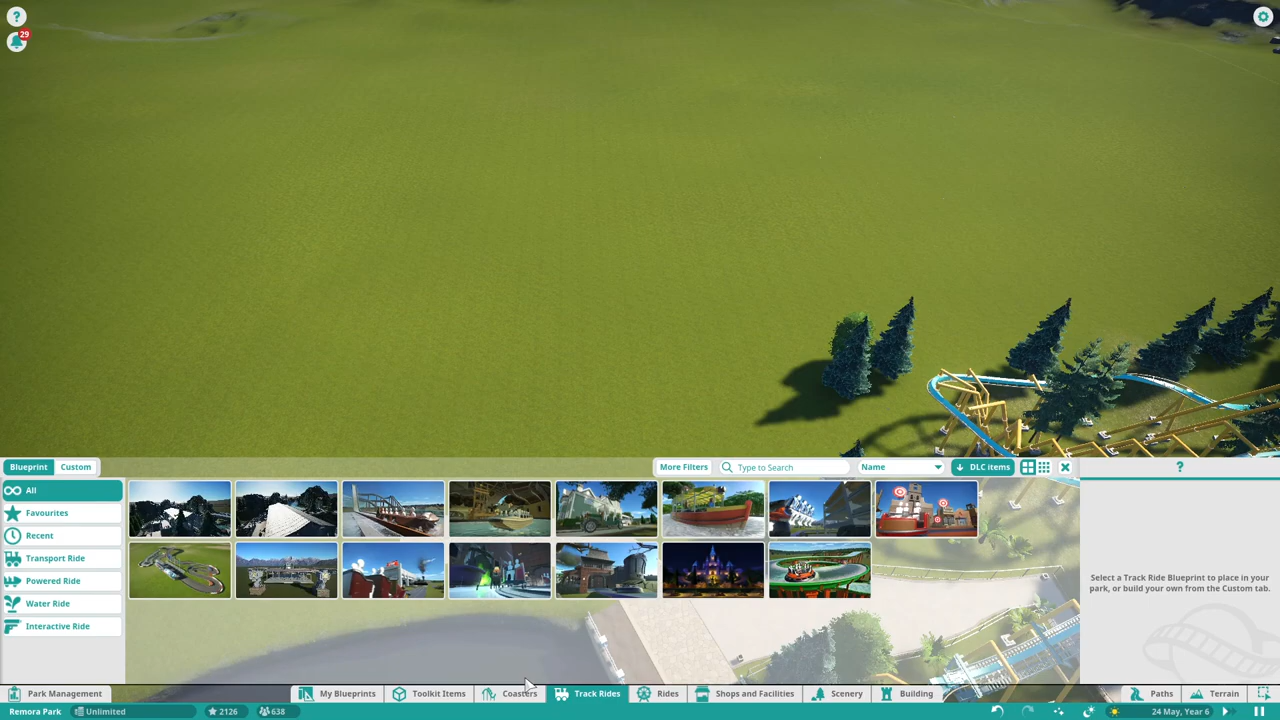 ?
29
Blueprint Custom More Filters Type to Search Name DLC items ?
All
Favourites
Recent
Transport Ride
Powered Ride
Water Ride
Interactive Ride
Select a Track Ride Blueprint to place in your
park, or build your own from the Custom tab.
Park Management My Blueprints Toolkit Items Coasters Track Rides Rides Shops and Facilities Scenery Building Paths Terrain
Remora Park Unlimited 2126 638 24 May, Year 6